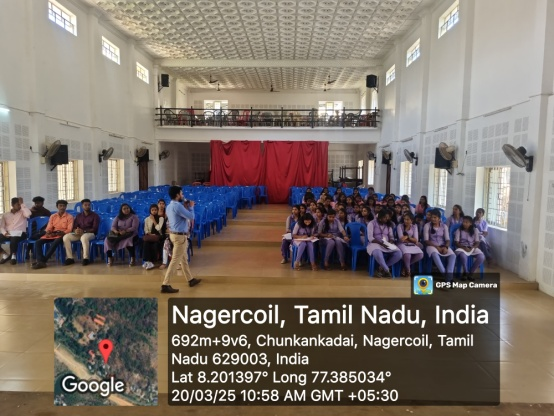 GPS Map Camera
Nagercoil, Tamil Nadu, India
692m+9v6, Chunkankadai, Nagercoil, Tamil
Nadu 629003, India
Lat 8.201397° Long 77.385034°
20/03/25 10:58 AM GMT +05:30
Google